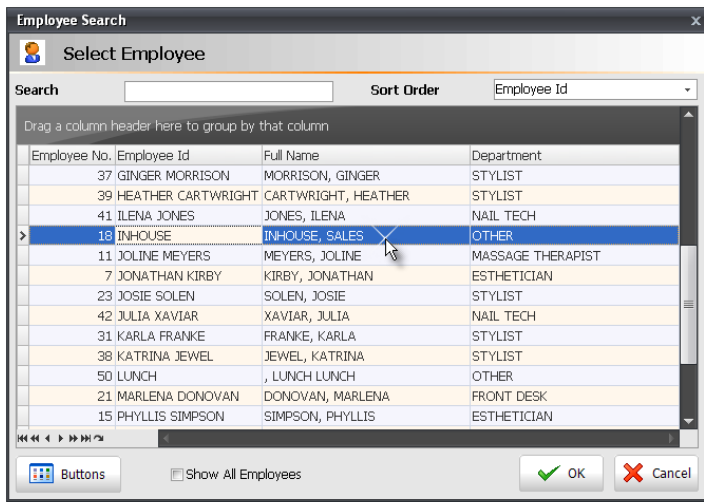 Employee Search
Select Employee
Search Sort Order Employee Id
Drag a column header here to group by that column
Employee No. Employee Id Full Name Department
37 GINGER MORRISON MORRISON, GINGER STYLIST
39 HEATHER CARTWRIGHT CARTWRIGHT, HEATHER STYLIST
41 ILENA JONES JONES, ILENA NAIL TECH
18 INHOUSE INHOUSE, SALES OTHER
11 JOLINE MEYERS MEYERS, JOLINE MASSAGE THERAPIST
7 JONATHAN KIRBY KIRBY, JONATHAN ESTHETICIAN
23 JOSIE SOLEN SOLEN, JOSIE STYLIST
42 JULIA XAVIAR XAVIAR, JULIA NAIL TECH
31 KARLA FRANKE FRANKE, KARLA STYLIST
38 KATRINA JEWEL JEWEL, KATRINA STYLIST
50 LUNCH , LUNCH LUNCH OTHER
21 MARLENA DONOVAN DONOVAN, MARLENA FRONT DESK
15 PHYLLIS SIMPSON SIMPSON, PHYLLIS ESTHETICIAN
Buttons Show All Employees OK Cancel